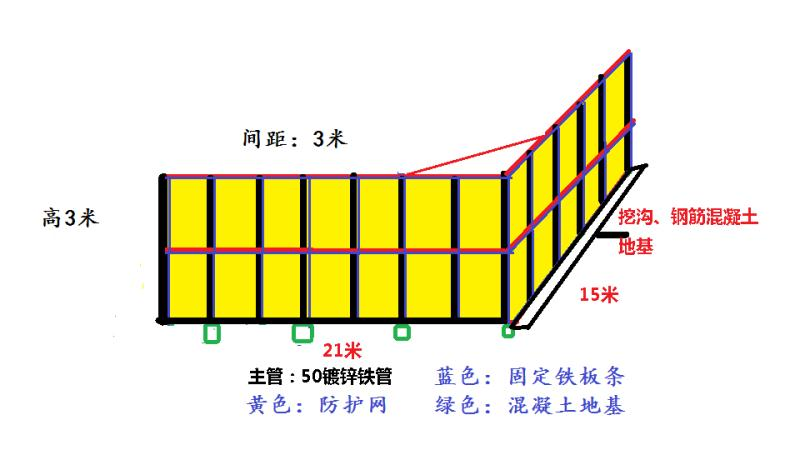 间距：3米
高3米
挖沟、钢筋混凝土
地基
15米
21米
主管：50镀锌铁管
蓝色：固定铁板条
黄色：防护网
绿色：混凝土地基